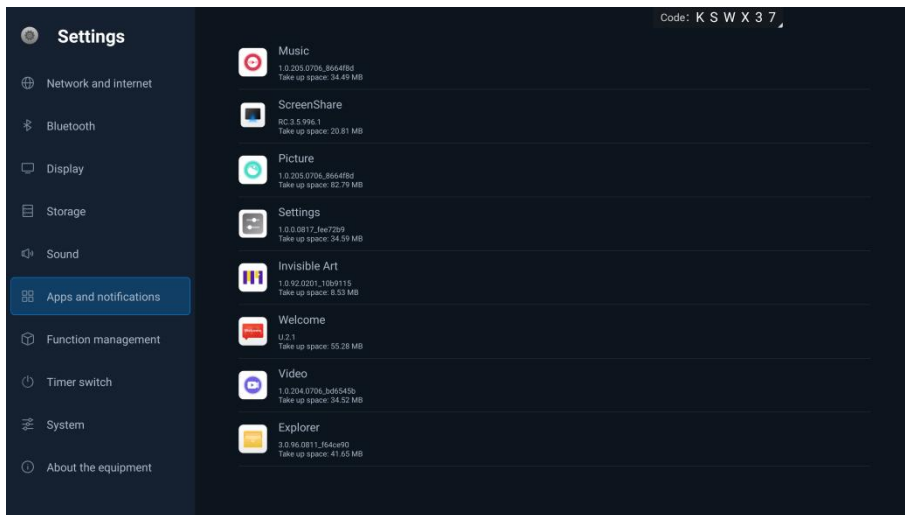 Code: K S W X 3 7
Settings
Network and internet
Bluetooth
Display
Storage
Sound
Apps and notifications
Function management
Timer switch
System
About the equipment
Music
1.0.205.0706_8664f8d
Take up space: 34.49 MB
ScreenShare
RC.3.5.996.1
Take up space: 20.81 MB
Picture
1.0.205.0706_8664f8d
Take up space: 82.79 MB
Settings
1.0.0.0817_fee72b9
Take up space: 34.59 MB
Invisible Art
1.0.92.0201_10b9115
Take up space: 8.53 MB
Welcome
U.2.1
Take up space: 55.28 MB
Video
1.0.204.0706_bd6545b
Take up space: 34.52 MB
Explorer
3.0.96.0811_f64ce90
Take up space: 41.65 MB